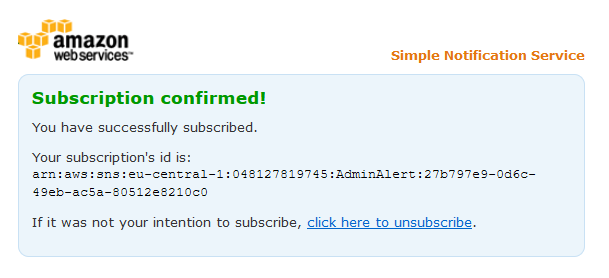 amazon
webservices™
Simple Notification Service
Subscription confirmed!
You have successfully subscribed.
Your subscription's id is:
arn:aws:sns:eu-central-1:048127819745:AdminAlert:27b797e9-0d6c-
49eb-ac5a-80512e8210c0
If it was not your intention to subscribe, click here to unsubscribe.